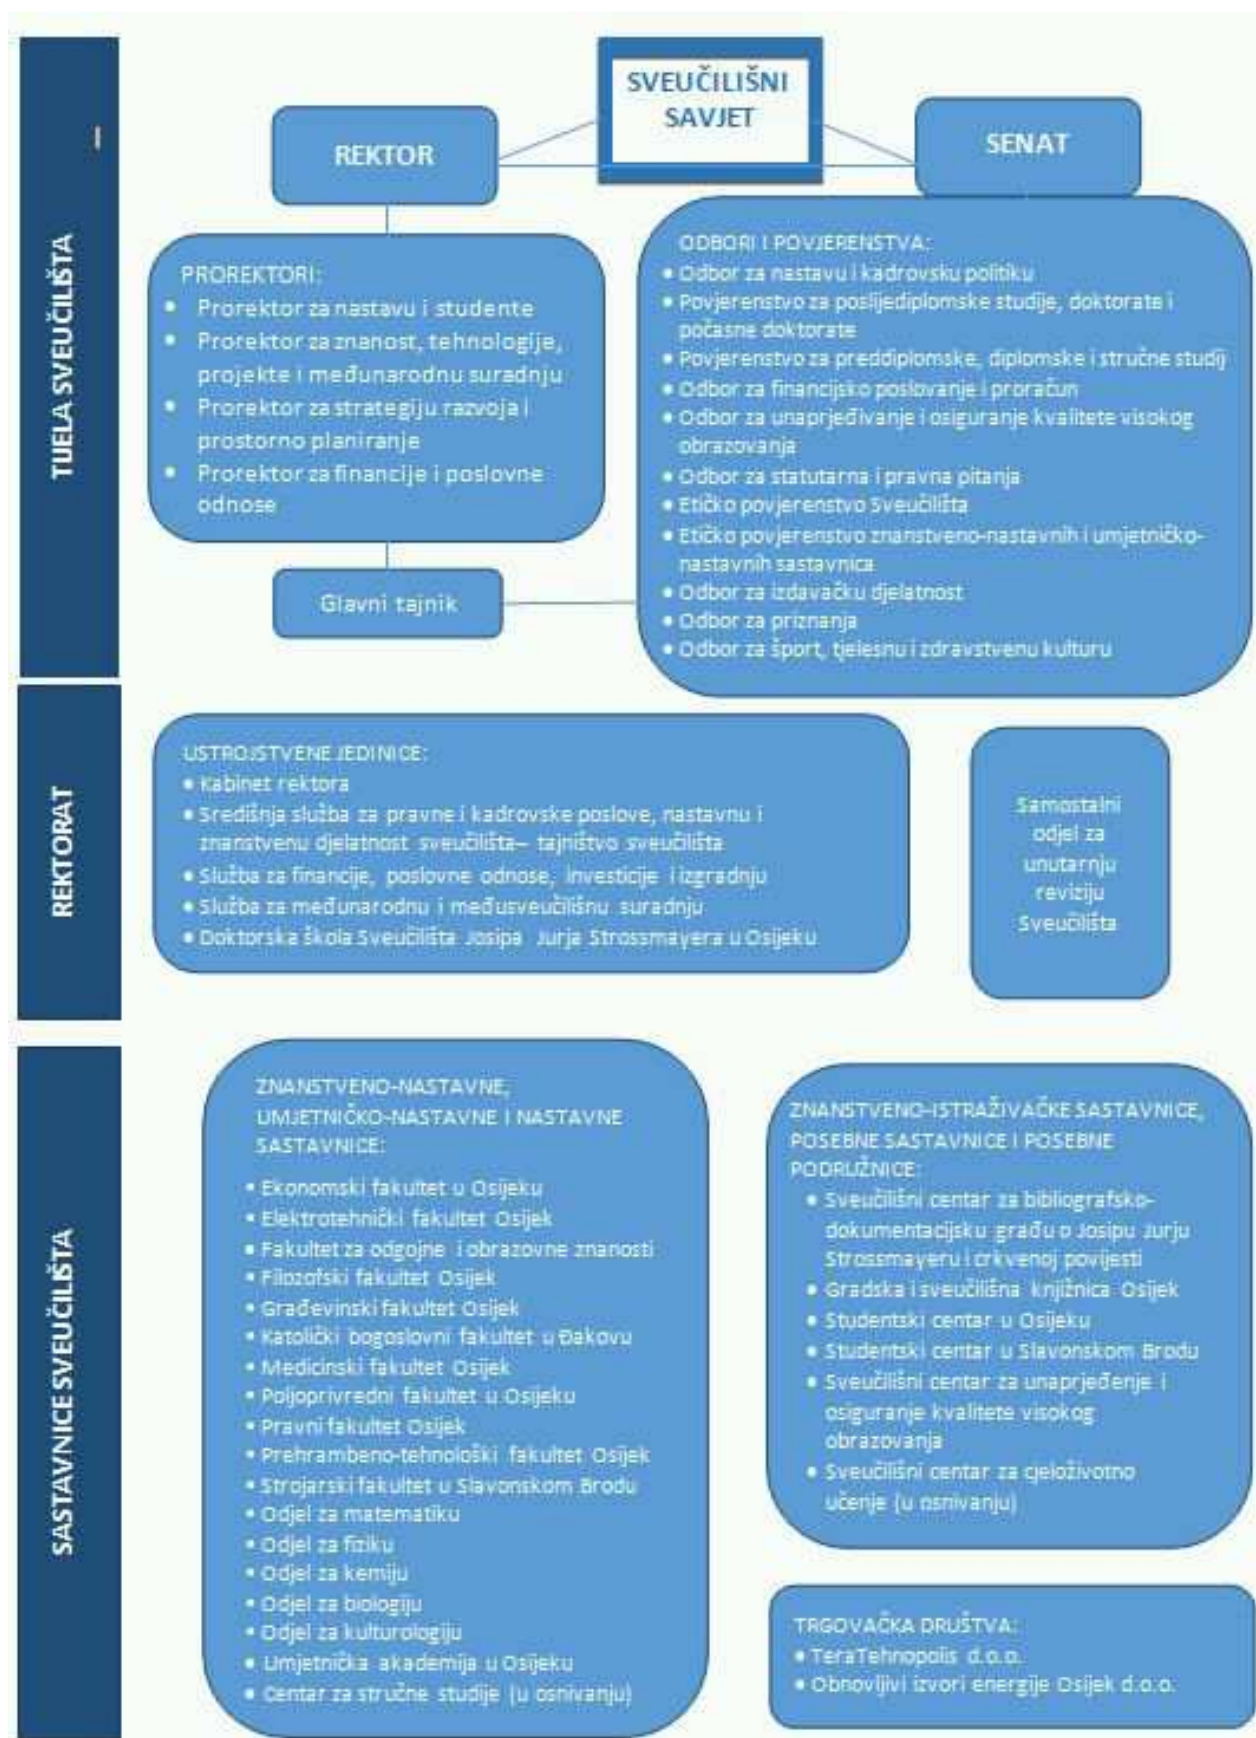 TIJELA SVEUČILIŠTA
SVEUČILIŠNI
SAVJET
REKTOR
SENAT
PROREKTORI:
• Prorektor za nastavu i studente
• Prorektor za znanost, tehnologije,
projekte i međunarodnu suradnju
• Prorektor za strategiju razvoja i
prostorno planiranje
• Prorektor za financije i poslovne
odnose
Glavni tajnik
ODBORI I POVJERENSTVA:
• Odbor za nastavu i kadrovsku politiku
• Povjerenstvo za poslijediplomske studije, doktorate i
počasne doktorate
• Povjerenstvo za preddiplomske, diplomske i stručne studij
• Odbor za financijsko poslovanje i proračun
• Odbor za unaprjeđivanje i osiguranje kvalitete visokog
obrazovanja
• Odbor za statutarna i pravna pitanja
• Etičko povjerenstvo Sveučilišta
• Etičko povjerenstvo znanstveno-nastavnih i umjetničko-
nastavnih sastavnica
• Odbor za izdavačku djelatnost
• Odbor za priznanja
• Odbor za šport, tjelesnu i zdravstvenu kulturu
REKTORAT
USTROJSTVENE JEDINICE:
• Kabinet rektora
• Središnja služba za pravne i kadrovske poslove, nastavnu i
znanstvenu djelatnost sveučilišta– tajništvo sveučilišta
• Služba za financije, poslovne odnose, investicije i izgradnju
• Služba za međunarodnu i međusveučilišnu suradnju
• Doktorska škola Sveučilišta Josipa Jurja Strossmayera u Osijeku
Samostalni
odjel za
unutarnju
reviziju
Sveučilišta
SASTAVNICE SVEUČILIŠTA
ZNANSTVENO-NASTAVNE,
UMJETNIČKO-NASTAVNE I NASTAVNE
SASTAVNICE:
• Ekonomski fakultet u Osijeku
• Elektrotehnički fakultet Osijek
• Fakultet za odgojne i obrazovne znanosti
• Filozofski fakultet Osijek
• Građevinski fakultet Osijek
• Katolički bogoslovni fakultet u Đakovu
• Medicinski fakultet Osijek
• Poljoprivredni fakultet u Osijeku
• Pravni fakultet Osijek
• Prehrambeno-tehnološki fakultet Osijek
• Strojarski fakultet u Slavonskom Brodu
• Odjel za matematiku
• Odjel za fiziku
• Odjel za kemiju
• Odjel za biologiju
• Odjel za kulturologiju
• Umjetnička akademija u Osijeku
• Centar za stručne studije (u osnivanju)
ZNANSTVENO-ISTRAŽIVAČKE SASTAVNICE,
POSEBNE SASTAVNICE I POSEBNE
PODRUŽNICE:
• Sveučilišni centar za bibliografsko-
dokumentacijsku građu o Josipu Jurju
Strossmayeru i crkvenoj povijesti
• Gradska i sveučilišna knjižnica Osijek
• Studentski centar u Osijeku
• Studentski centar u Slavonskom Brodu
• Sveučilišni centar za unaprjeđenje i
osiguranje kvalitete visokog
obrazovanja
• Sveučilišni centar za cjeloživotno
učenje (u osnivanju)
TRGOVAČKA DRUŠTVA:
• TeraTehnopolis d.o.o.
• Obnovljivi izvori energije Osijek d.o.o.